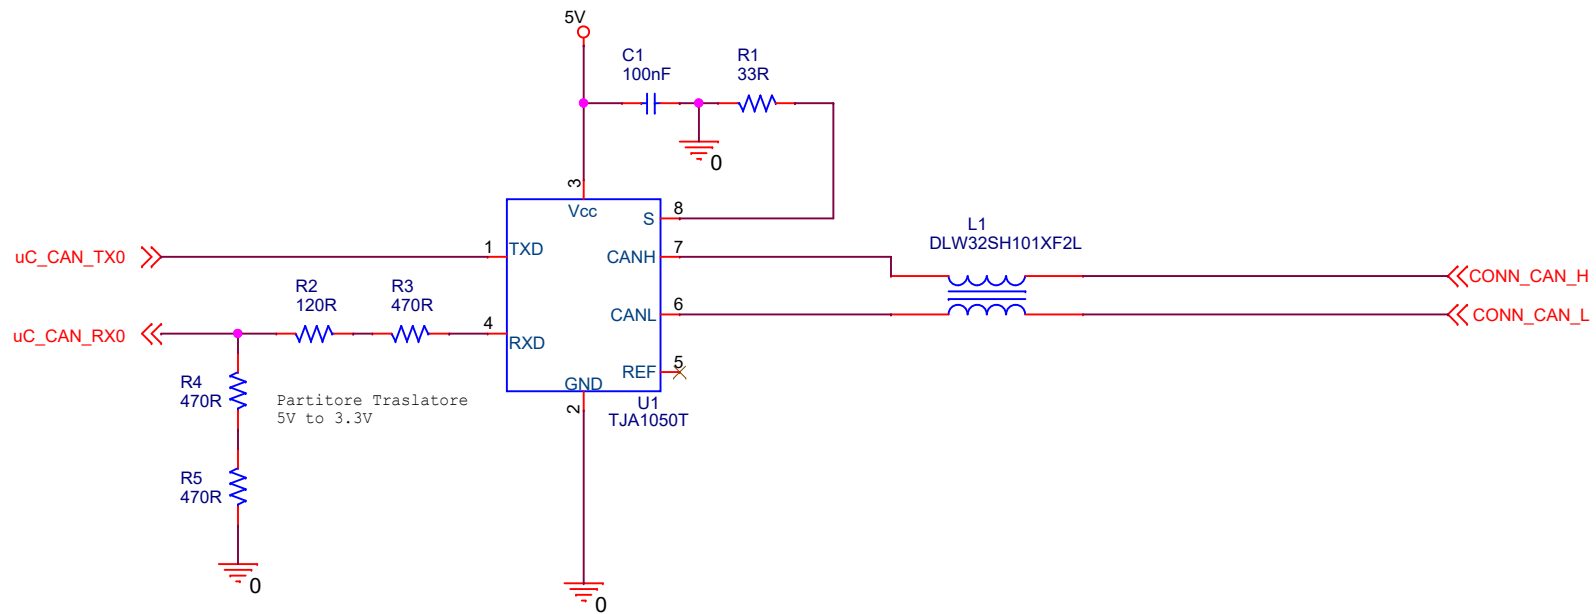 5V
C1
100nF
R1
33R
0
3
Vcc
S
8
L1
DLW32SH101XF2L
uC_CAN_TX0
1
TXD
CANH
7
CONN_CAN_H
R2
120R
R3
470R
CANL
6
CONN_CAN_L
uC_CAN_RX0
4
RXD
REF
5
R4
470R
Partitore Traslatore
5V to 3.3V
GND
2
U1
TJA1050T
R5
470R
0
0